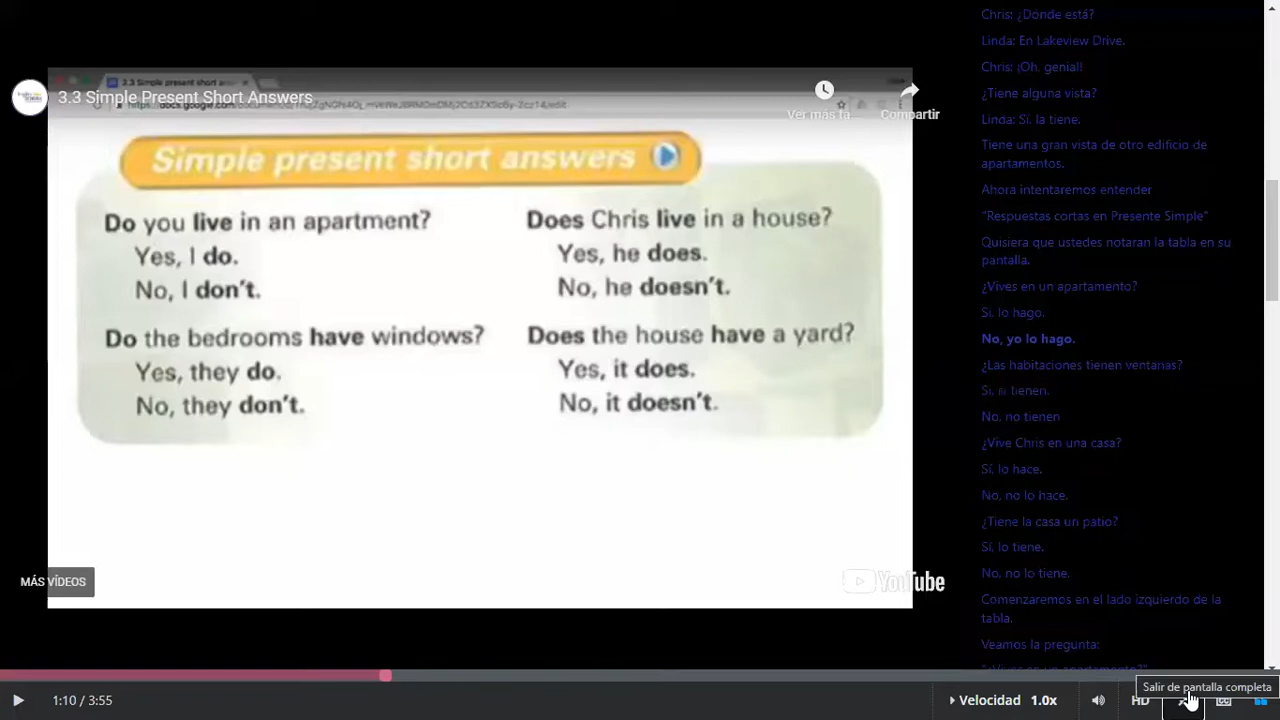 3.3 Simple Present Short Answers
Ver más ta...
Compartir
Simple present short answers
Do you live in an apartment?
Yes, I do.
No, I don't.
Do the bedrooms have windows?
Yes, they do.
No, they don't.
Does Chris live in a house?
Yes, he does.
No, he doesn't.
Does the house have a yard?
Yes, it does.
No, it doesn't.
MÁS VÍDEOS
YouTube
Chris: ¿Dónde está?
Linda: En Lakeview Drive.
Chris: ¡Oh, genial!
¿Tiene alguna vista?
Linda: Sí, la tiene.
Tiene una gran vista de otro edificio de
apartamentos.
Ahora intentaremos entender
"Respuestas cortas en Presente Simple"
Quisiera que ustedes notaran la tabla en su
pantalla.
¿Vives en un apartamento?
Si, lo hago.
No, yo lo hago.
¿Las habitaciones tienen ventanas?
Si, si tienen.
No, no tienen
¿Vive Chris en una casa?
Sí, lo hace.
No, no lo hace.
¿Tiene la casa un patio?
Sí, lo tiene.
No, no lo tiene.
Comenzaremos en el lado izquierdo de la
tabla.
Veamos la pregunta:
"¿Vives en un apartamento?"
Salir de pantalla completa
1:10 / 3:55
Velocidad 1.0x
HD